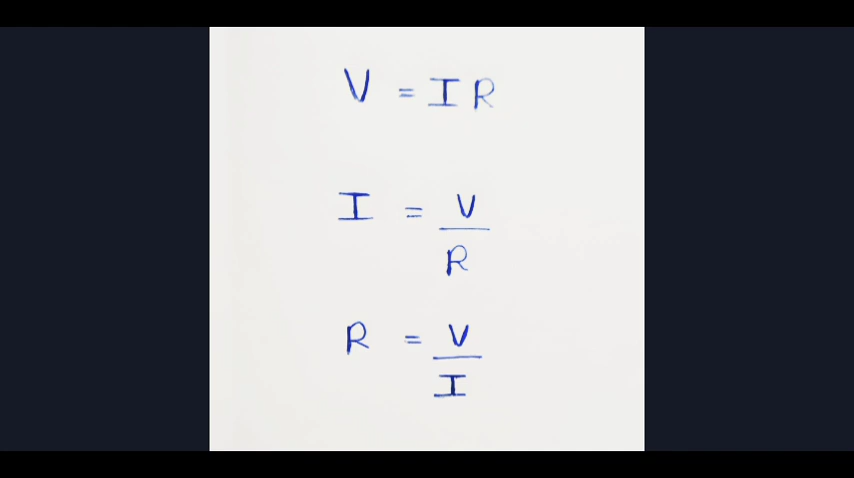 V = IR
I = V/R
R = V/I